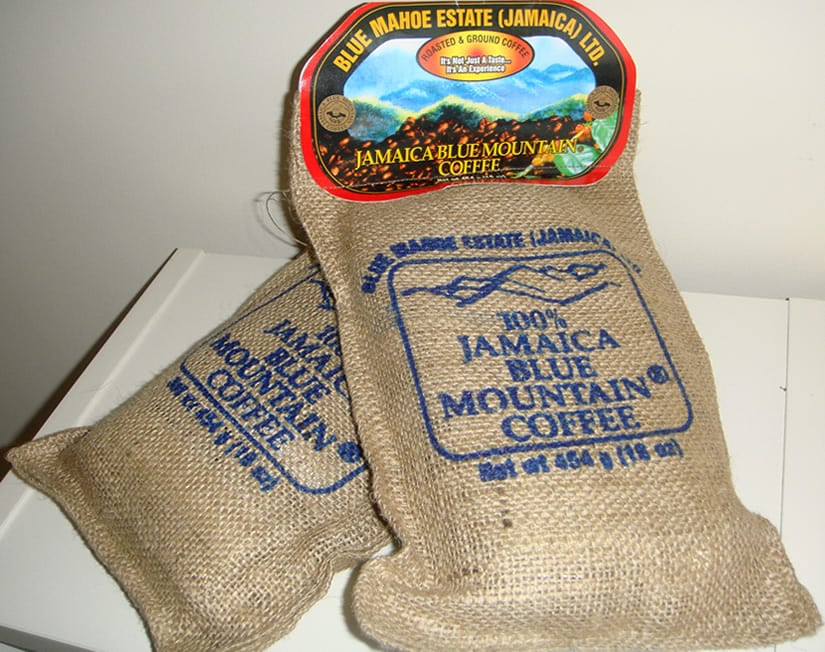 BLUE MAHOE ESTATE (JAMAICA) LTD.
ROASTED & GROUND COFFEE
It's Not Just A Taste...
It's An Experience
JAMAICA BLUE MOUNTAIN®
COFFEE
BLUE MAHOE ESTATE (JAMAICA)
100%
JAMAICA
BLUE
MOUNTAIN®
COFFEE
Net wt 454 g (16 oz)
100
JAMAIC
BLUE
MOUNTAIN®
COFFEE
Net wt 454 g (16 oz)